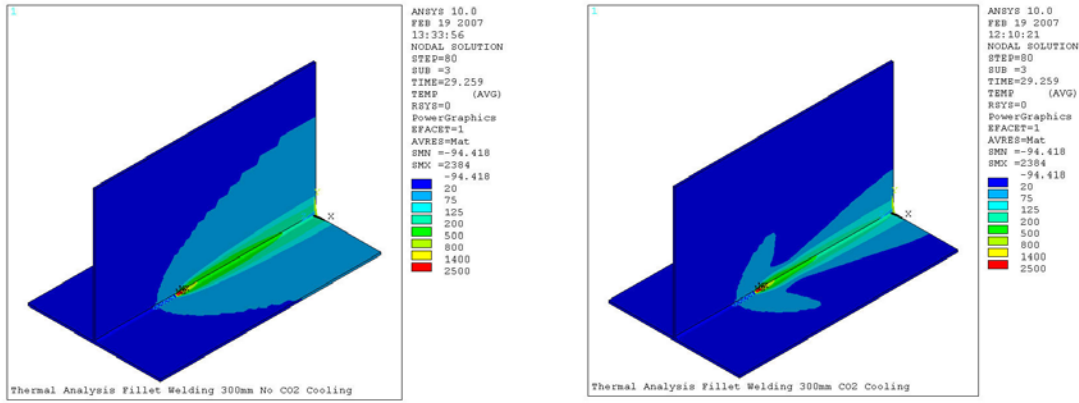 1
ANSYS 10.0
FEB 19 2007
13:33:56
NODAL SOLUTION
STEP=80
SUB =3
TIME=29.259
TEMP (AVG)
RSYS=0
PowerGraphics
EFACET=1
AVRES=Mat
SMN =-94.418
SMX =2384
-94.418
20
75
125
200
500
800
1400
2500
X
Thermal Analysis Fillet Welding 300mm No CO2 Cooling
1
ANSYS 10.0
FEB 19 2007
12:10:21
NODAL SOLUTION
STEP=80
SUB =3
TIME=29.259
TEMP (AVG)
RSYS=0
PowerGraphics
EFACET=1
AVRES=Mat
SMN =-94.418
SMX =2384
-94.418
20
75
125
200
500
800
1400
2500
X
Thermal Analysis Fillet Welding 300mm CO2 Cooling